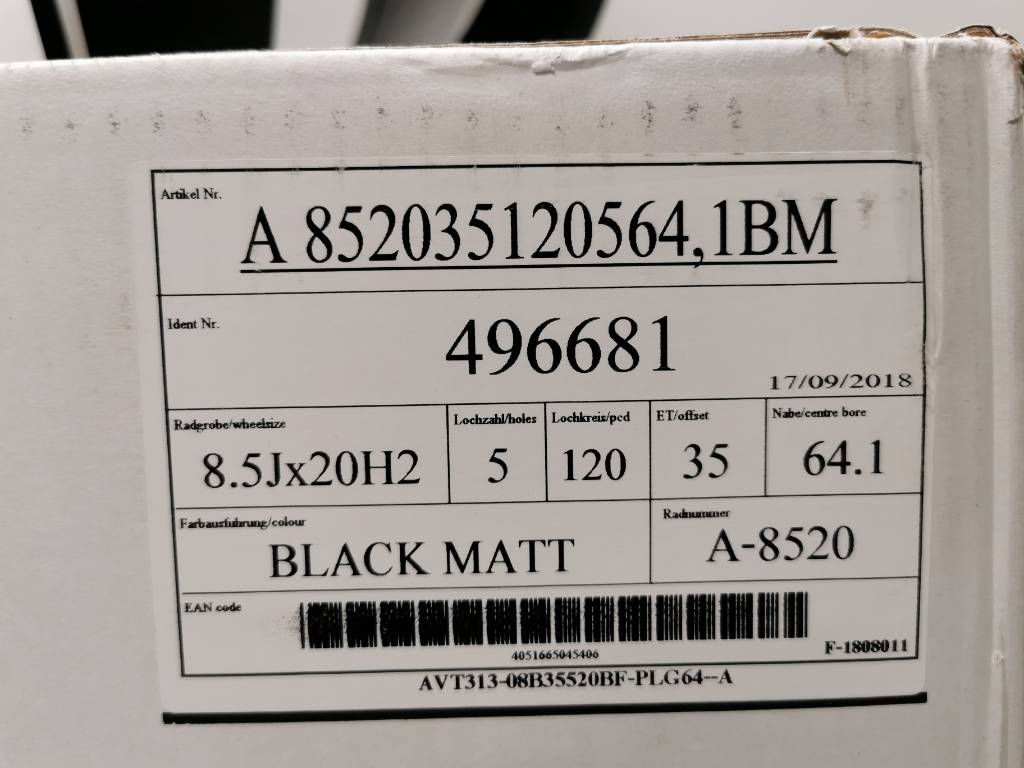 Artikel Nr.
A 852035120564,1BM
Ident Nr.
496681
17/09/2018
Radgrobe/wheelsize
8.5Jx20H2
Lochzahl/holes
5
Lochkreis/pcd
120
ET/offset
35
Nabe/centre bore
64.1
Farbausfuhrung/colour
BLACK MATT
Radnummer
A-8520
EAN code
4051665045406
F-1808011
AVT313-08B35520BF-PLG64--A